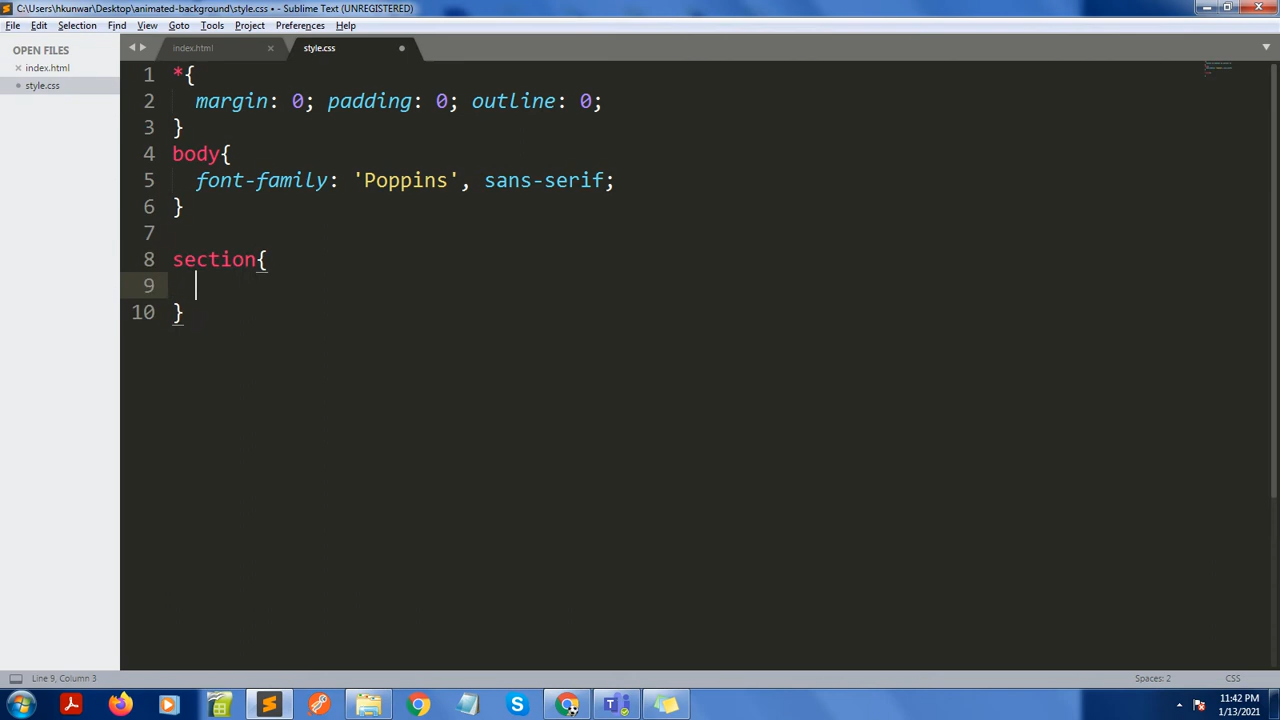 C:\Users\hkunwar\Desktop\animated-background\style.css • - Sublime Text (UNREGISTERED)
File Edit Selection Find View Goto Tools Project Preferences Help
OPEN FILES
index.html
style.css
index.html
style.css
1 *{
2 margin: 0; padding: 0; outline: 0;
3 }
4 body{
5 font-family: 'Poppins', sans-serif;
6 }
7
8 section{
9
10 }
Line 9, Column 3
Spaces: 2
CSS
11:42 PM
1/13/2021